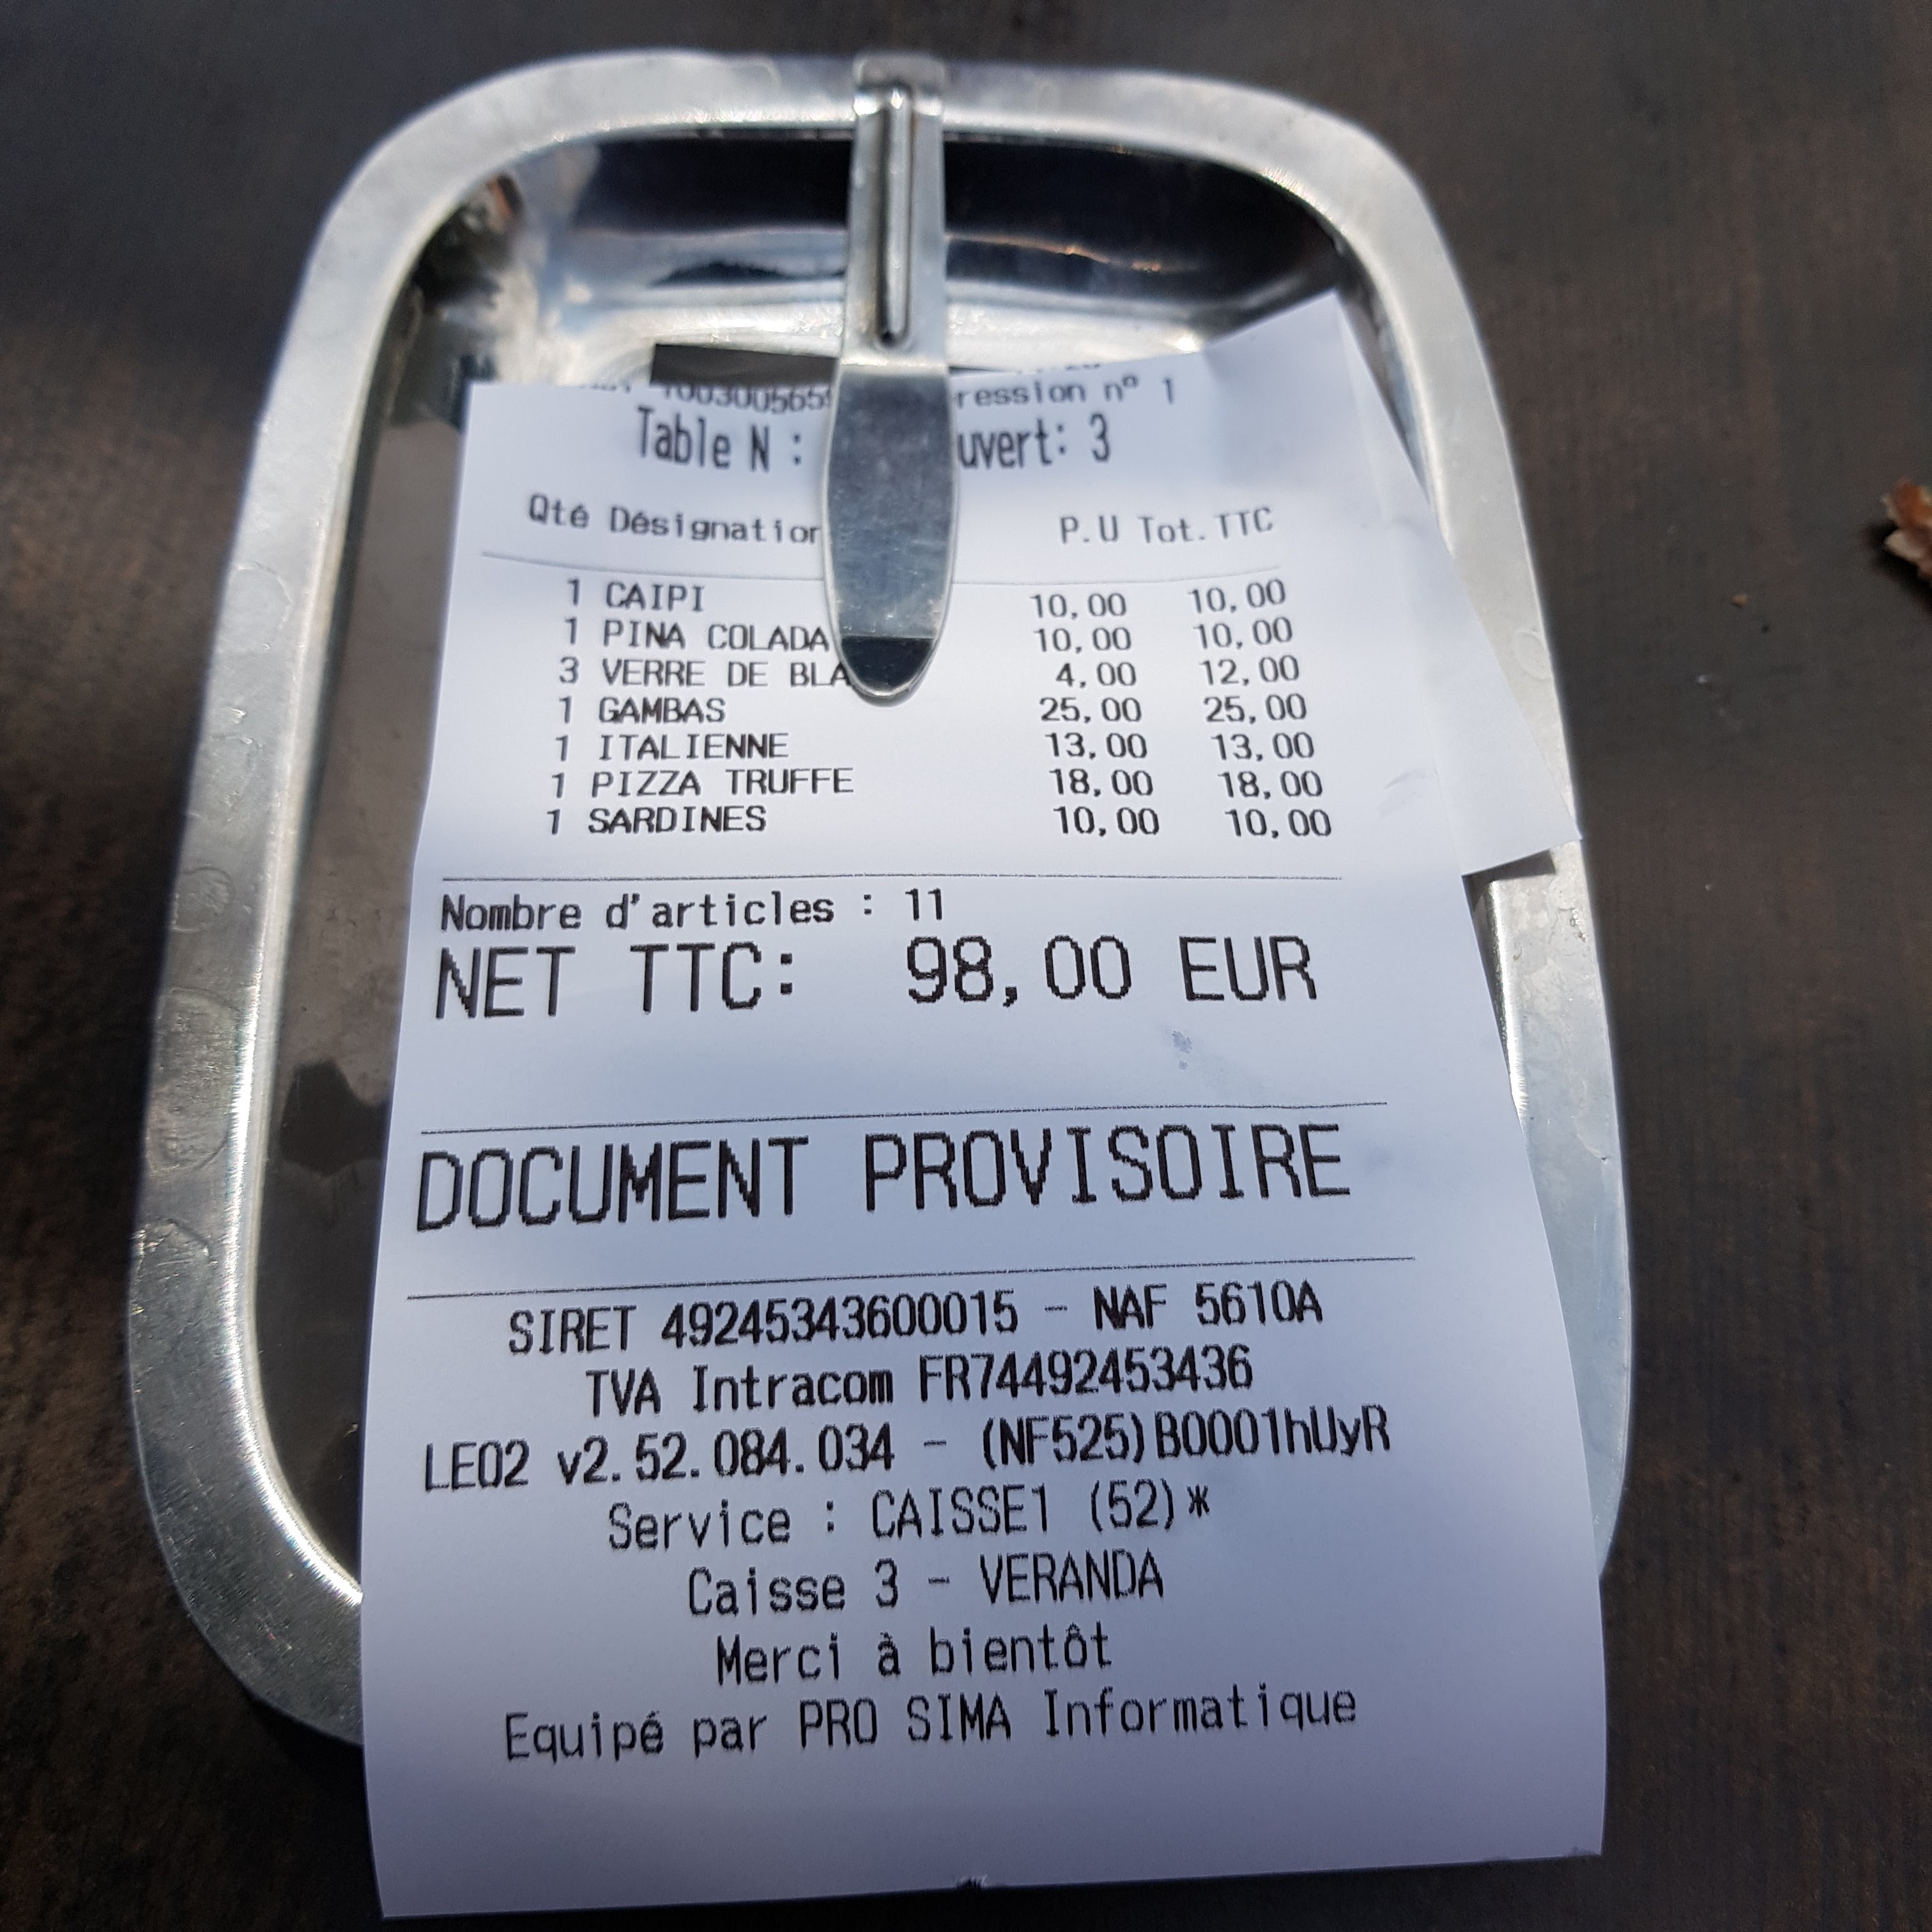 ression n° 1
Table N : uvert: 3
Qté Désignation P.U Tot.TTC
1 CAIPI 10,00 10,00
1 PINA COLADA 10,00 10,00
3 VERRE DE BLA 4,00 12,00
1 GAMBAS 25,00 25,00
1 ITALIENNE 13,00 13,00
1 PIZZA TRUFFE 18,00 18,00
1 SARDINES 10,00 10,00
Nombre d'articles : 11
NET TTC: 98,00 EUR
DOCUMENT PROVISOIRE
SIRET 49245343600015 - NAF 5610A
TVA Intracom FR74492453436
LEO2 v2.52.084.034 - (NF525)B0001hUyR
Service : CAISSE1 (52)*
Caisse 3 - VERANDA
Merci à bientôt
Equipé par PRO SIMA Informatique